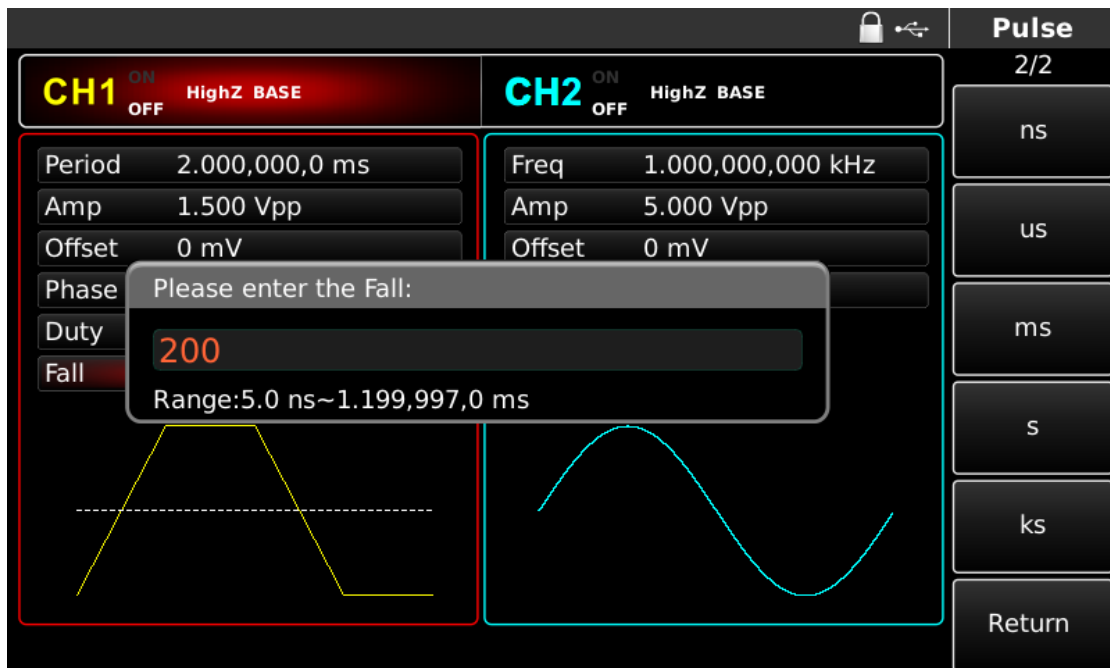 Pulse
2/2
CH1 ON OFF HighZ BASE
CH2 ON OFF HighZ BASE
Period 2.000,000,0 ms
Amp 1.500 Vpp
Offset 0 mV
Phase
Duty
Fall
Freq 1.000,000,000 kHz
Amp 5.000 Vpp
Offset 0 mV
Please enter the Fall:
200
Range:5.0 ns~1.199,997,0 ms
ns
us
ms
s
ks
Return